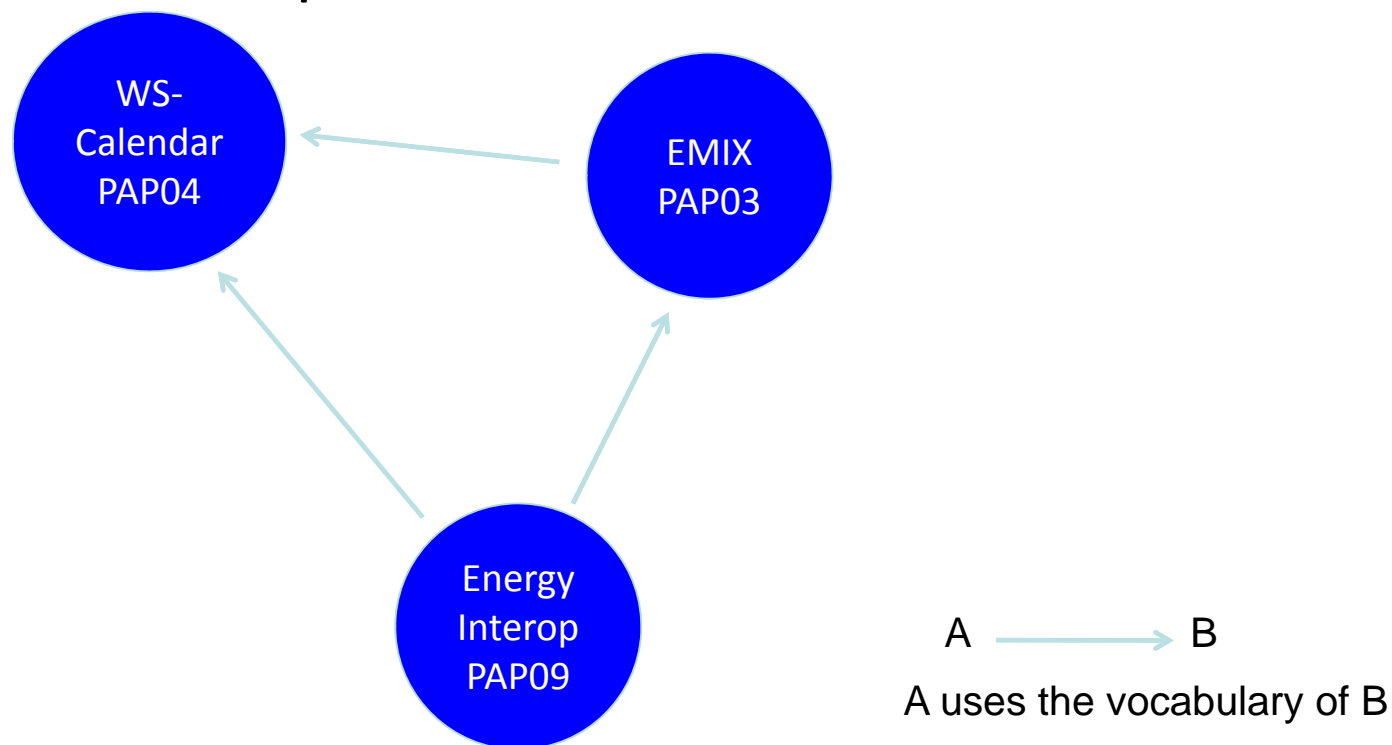 WS-
Calendar
PAP04
EMIX
PAP03
Energy
Interop
PAP09
A
B
A uses the vocabulary of B